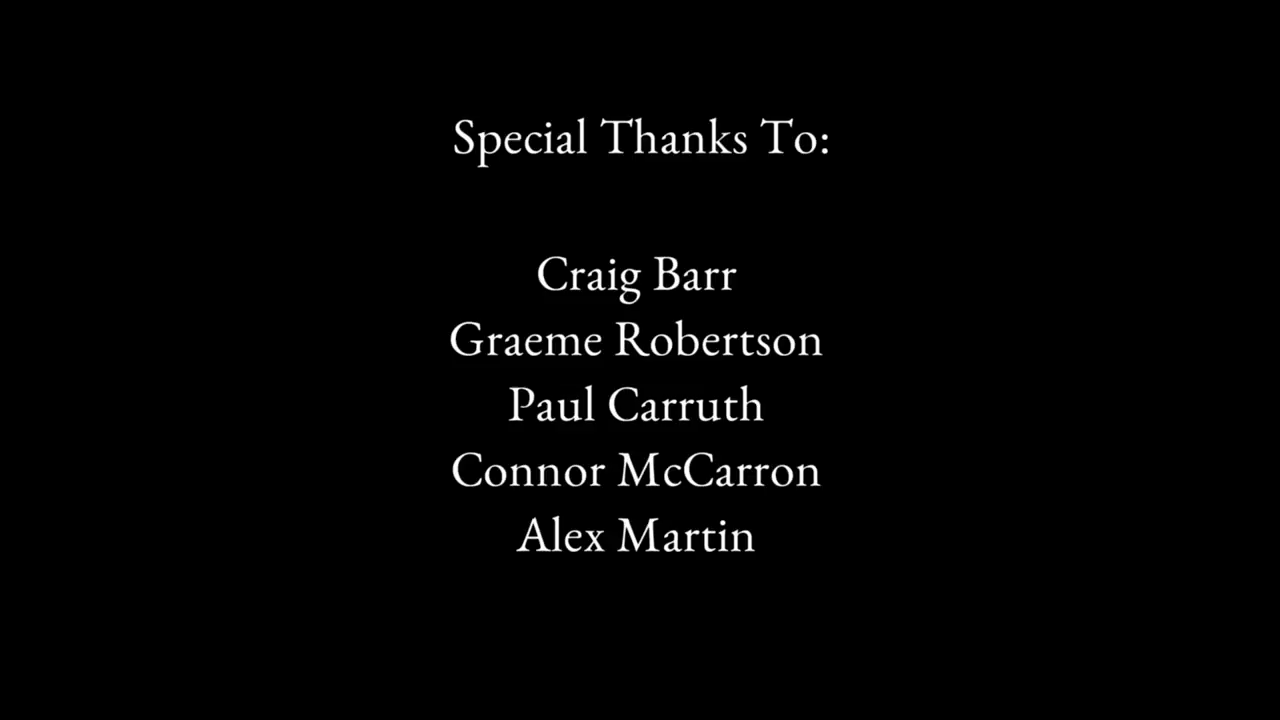 Special Thanks To:
Craig Barr
Graeme Robertson
Paul Carruth
Connor McCarron
Alex Martin